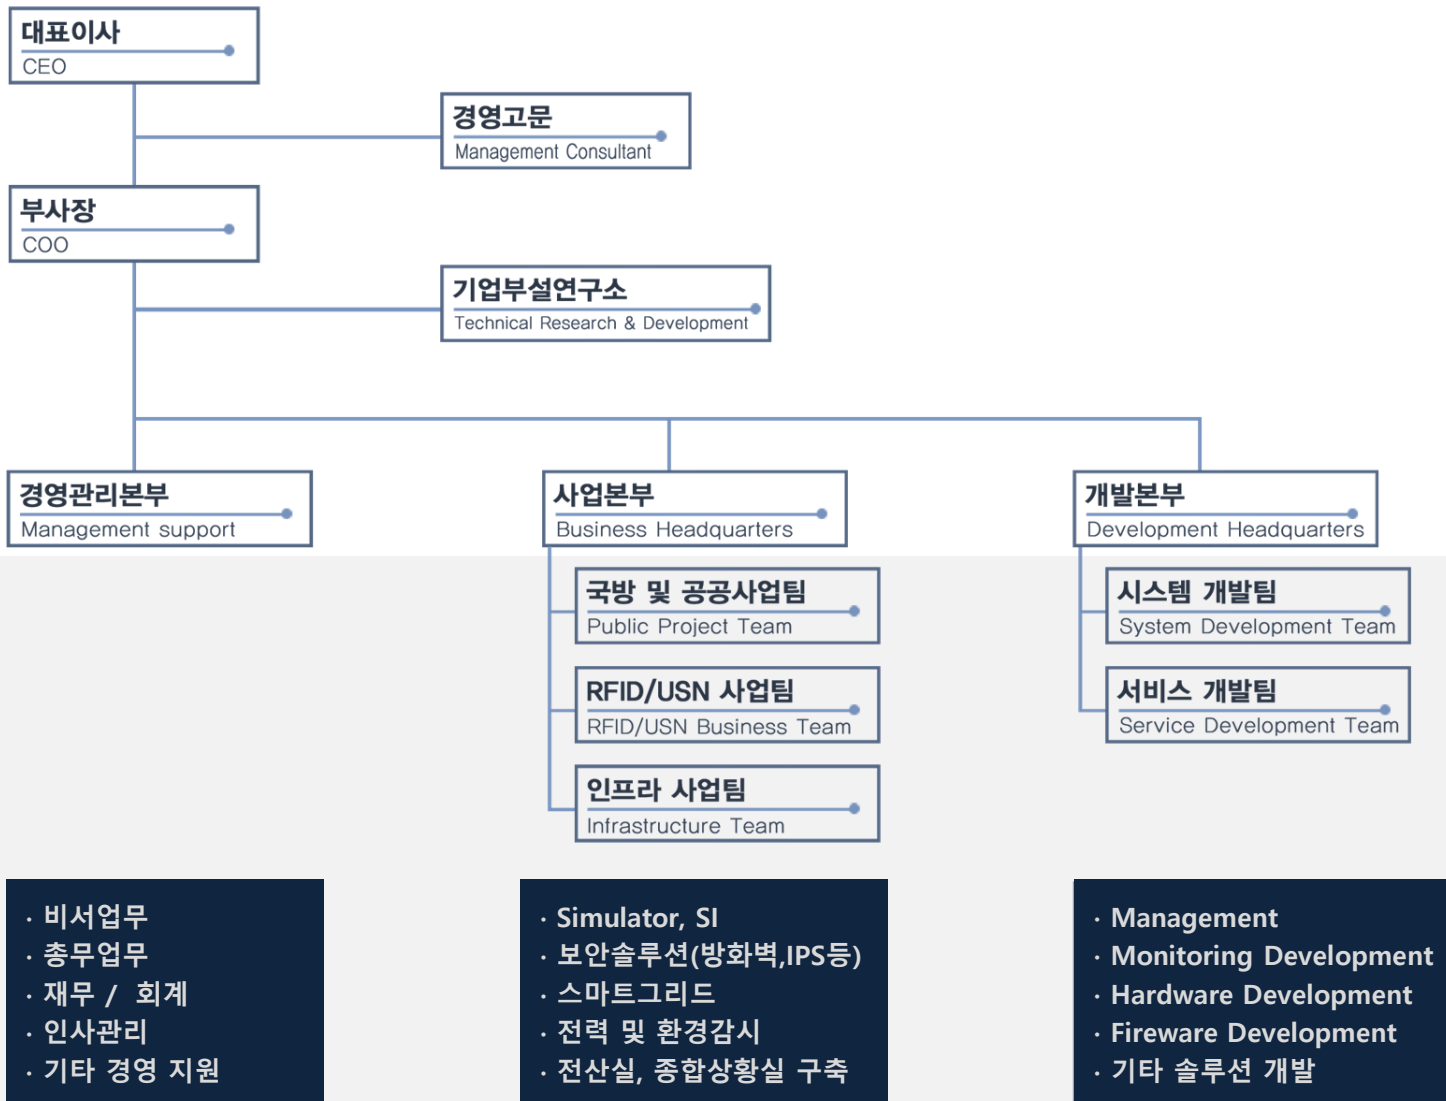 대표이사
CEO
경영고문
Management Consultant
부사장
COO
기업부설연구소
Technical Research & Development
경영관리본부
Management support
사업본부
Business Headquarters
개발본부
Development Headquarters
국방 및 공공사업팀
Public Project Team
RFID/USN 사업팀
RFID/USN Business Team
인프라 사업팀
Infrastructure Team
시스템 개발팀
System Development Team
서비스 개발팀
Service Development Team
· 비서업무
· 총무업무
· 재무 / 회계
· 인사관리
· 기타 경영 지원
· Simulator, SI
· 보안솔루션(방화벽,IPS등)
· 스마트그리드
· 전력 및 환경감시
· 전산실, 종합상황실 구축
· Management
· Monitoring Development
· Hardware Development
· Fireware Development
· 기타 솔루션 개발